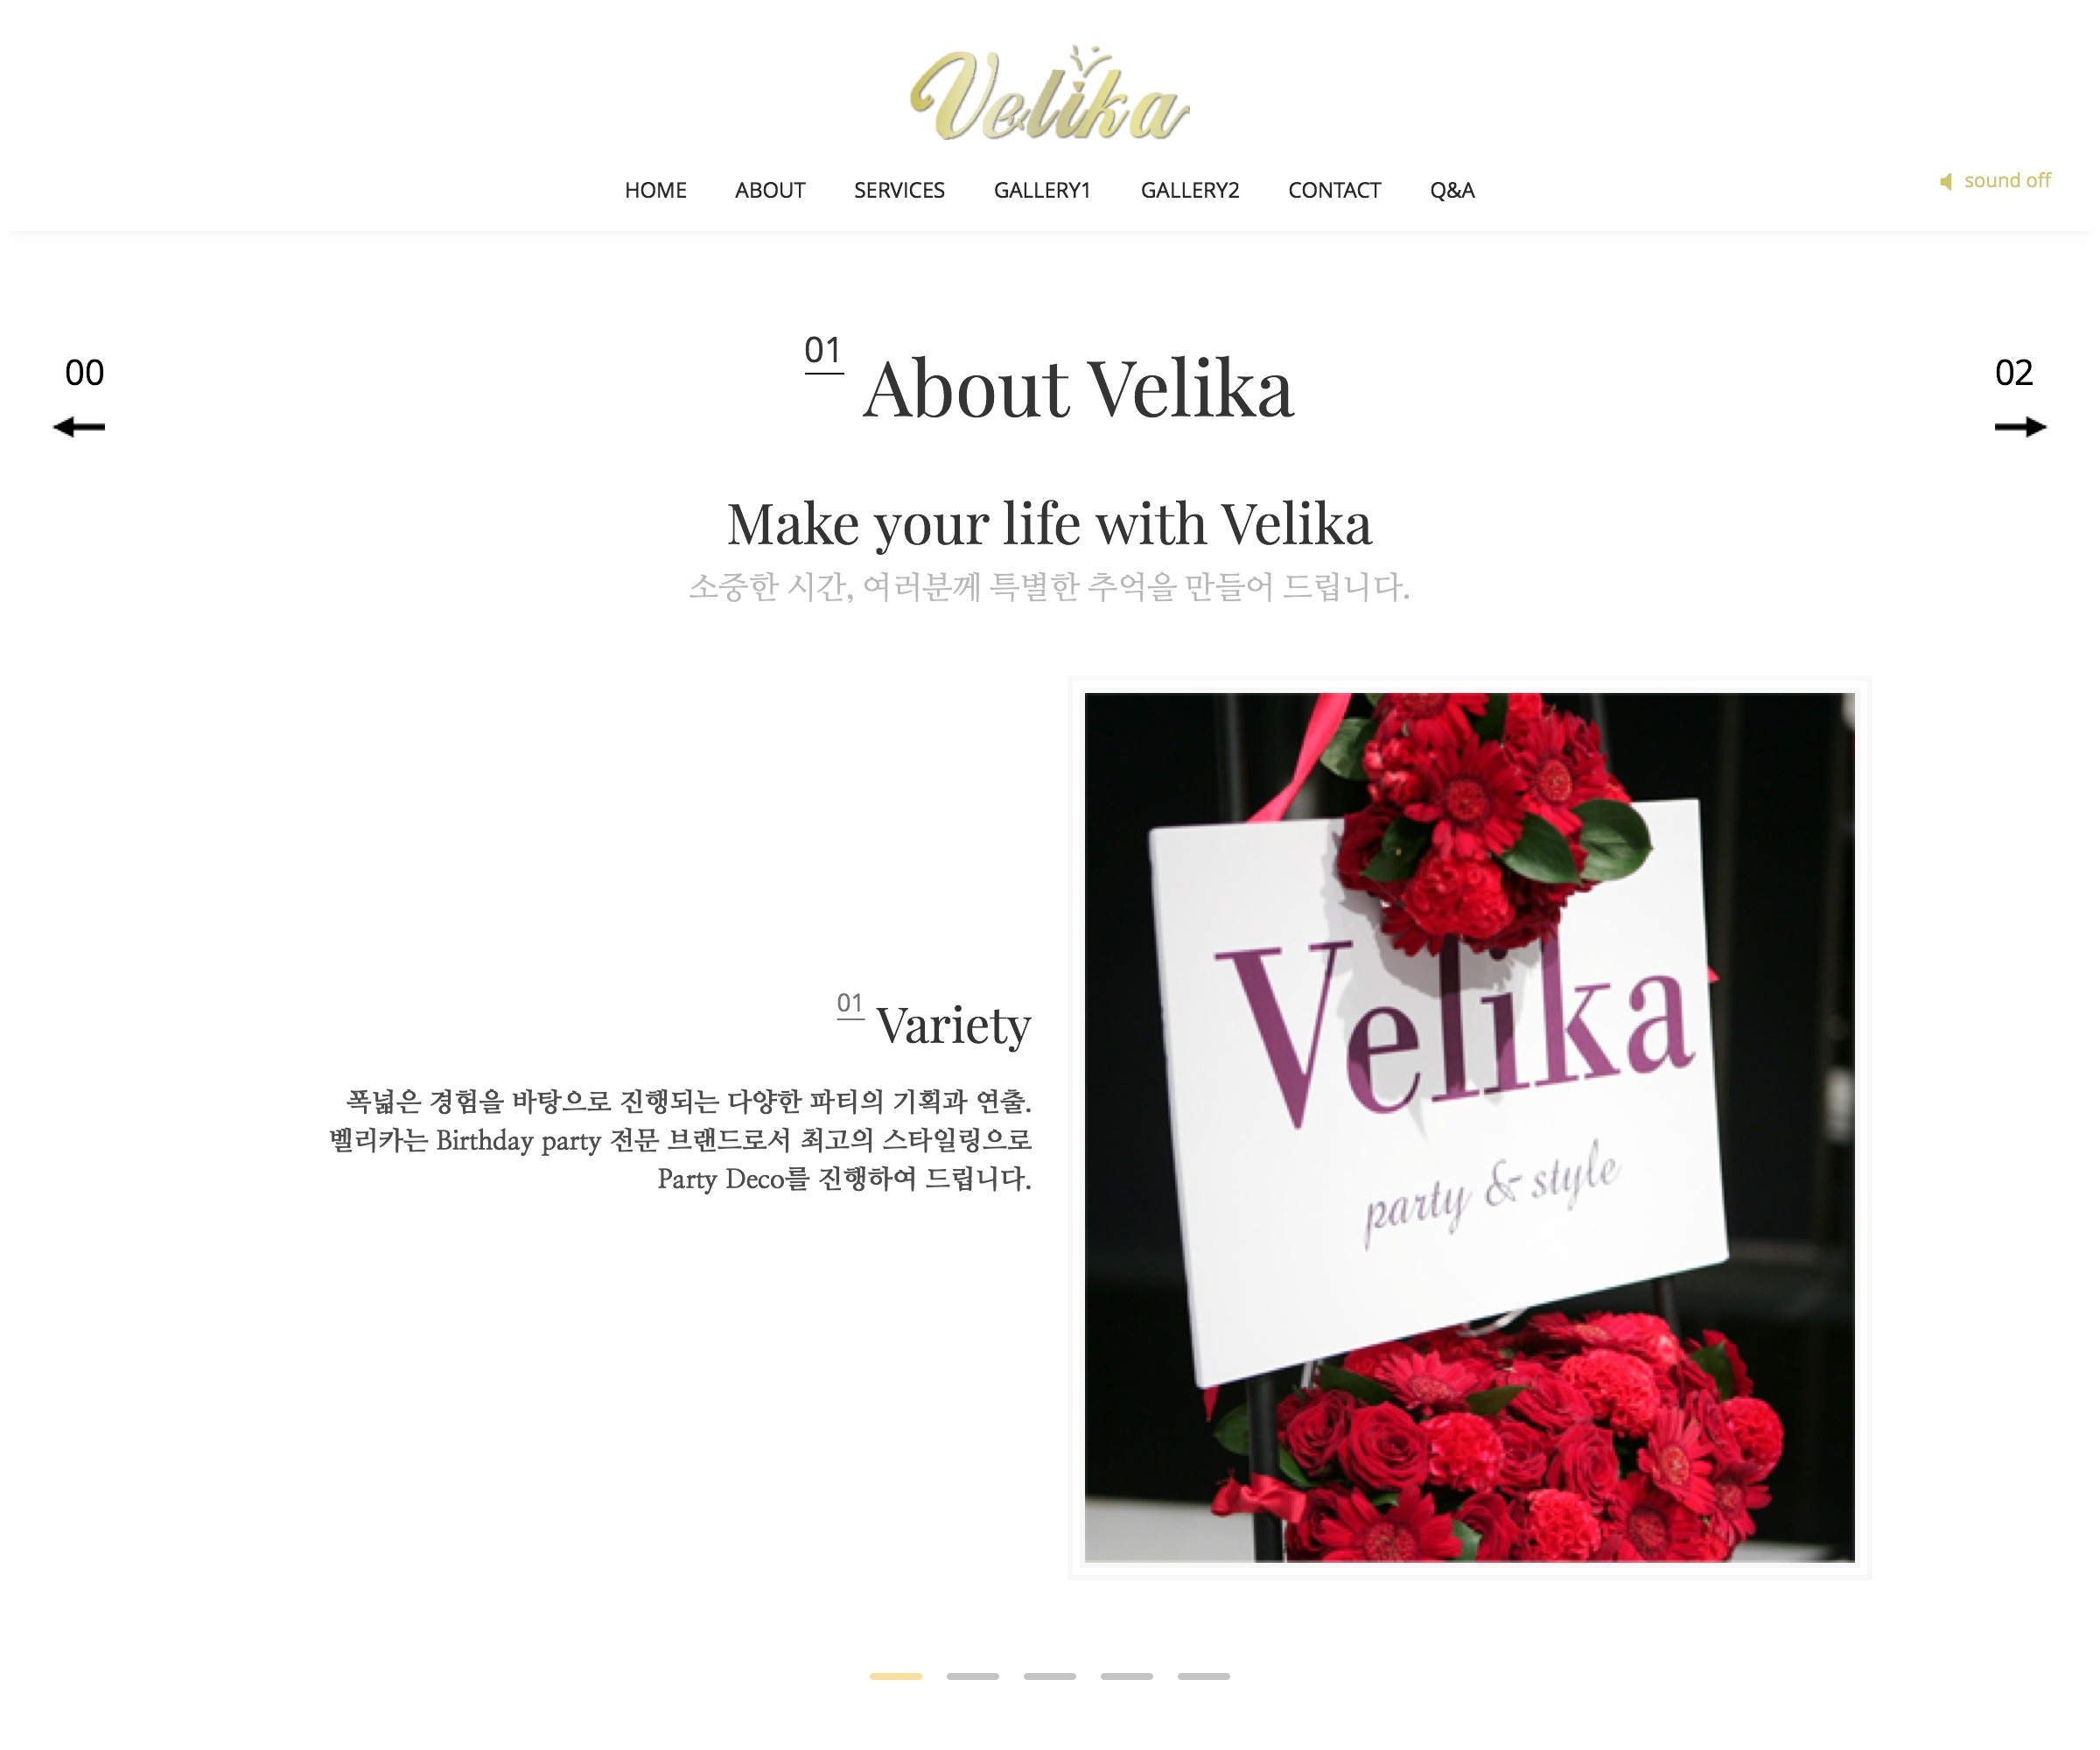 Velika
HOME ABOUT SERVICES GALLERY1 GALLERY2 CONTACT Q&A
sound off
00
01 About Velika
02
Make your life with Velika
소중한 시간, 여러분께 특별한 추억을 만들어 드립니다.
01 Variety
폭넓은 경험을 바탕으로 진행되는 다양한 파티의 기획과 연출.
벨리카는 Birthday party 전문 브랜드로서 최고의 스타일링으로
Party Deco를 진행하여 드립니다.
Velika
party & style